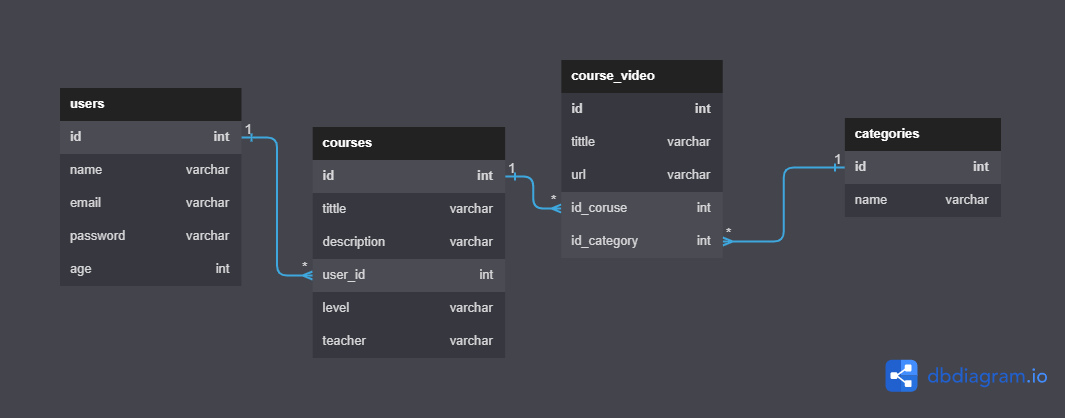 users
id int
name varchar
email varchar
password varchar
age int
1
*
courses
id int
tittle varchar
description varchar
user_id int
level varchar
teacher varchar
1
*
course_video
id int
tittle varchar
url varchar
id_coruse int
id_category int
*
1
categories
id int
name varchar
dbdiagram.io